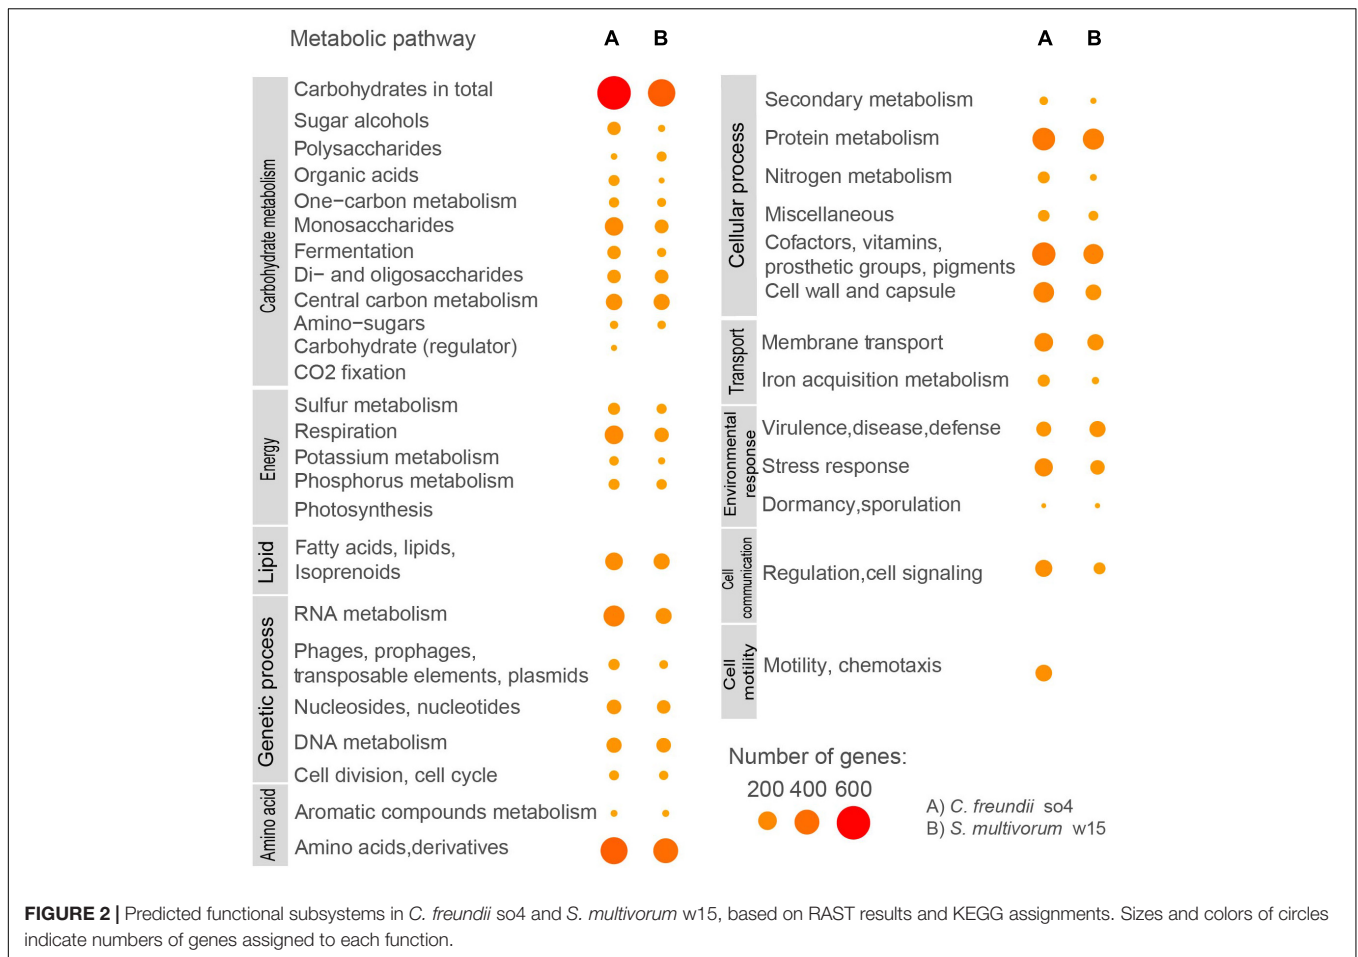 Metabolic pathway A B
Carbohydrate metabolism
Carbohydrates in total
Sugar alcohols
Polysaccharides
Organic acids
One−carbon metabolism
Monosaccharides
Fermentation
Di− and oligosaccharides
Central carbon metabolism
Amino−sugars
Carbohydrate (regulator)
CO2 fixation
Energy
Sulfur metabolism
Respiration
Potassium metabolism
Phosphorus metabolism
Photosynthesis
Lipid
Fatty acids, lipids,
Isoprenoids
Genetic process
RNA metabolism
Phages, prophages,
transposable elements, plasmids
Nucleosides, nucleotides
DNA metabolism
Cell division, cell cycle
Amino acid
Aromatic compounds metabolism
Amino acids,derivatives
A B
Cellular process
Secondary metabolism
Protein metabolism
Nitrogen metabolism
Miscellaneous
Cofactors, vitamins,
prosthetic groups, pigments
Cell wall and capsule
Transport
Membrane transport
Iron acquisition metabolism
Environmental
response
Virulence,disease,defense
Stress response
Dormancy,sporulation
Cell
communication
Regulation,cell signaling
Cell
motility
Motility, chemotaxis
Number of genes:
200 400 600
A) C. freundii so4
B) S. multivorum w15
FIGURE 2 | Predicted functional subsystems in C. freundii so4 and S. multivorum w15, based on RAST results and KEGG assignments. Sizes and colors of circles
indicate numbers of genes assigned to each function.